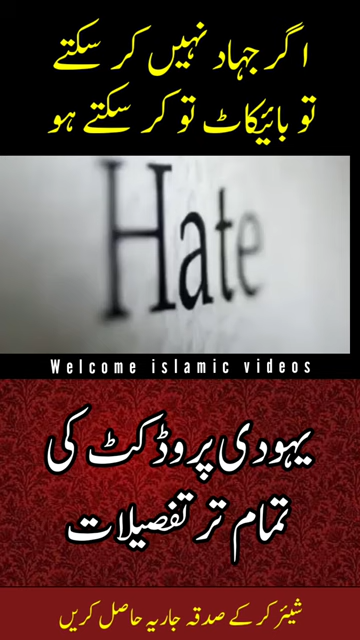 اگر جہاد نہیں کر سکتے
تو بائیکاٹ تو کر سکتے ہو
Hate
Welcome islamic videos
یہودی پروڈکٹ کی
تمام تر تفصیلات
شیئر کر کے صدقہ جاریہ حاصل کریں